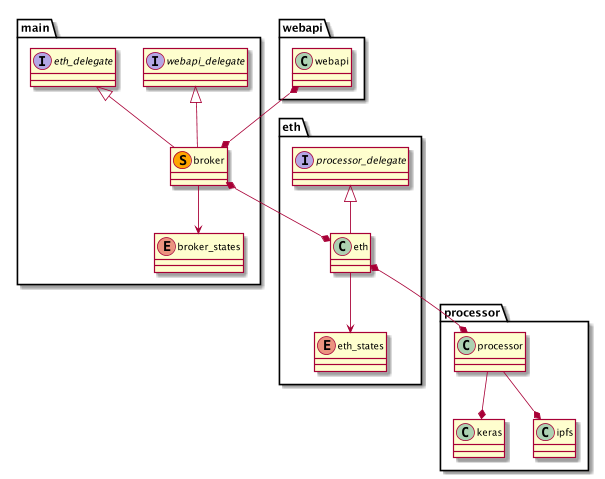 main
I eth_delegate
I webapi_delegate
S broker
E broker_states
webapi
C webapi
eth
I processor_delegate
C eth
E eth_states
processor
C processor
C keras
C ipfs